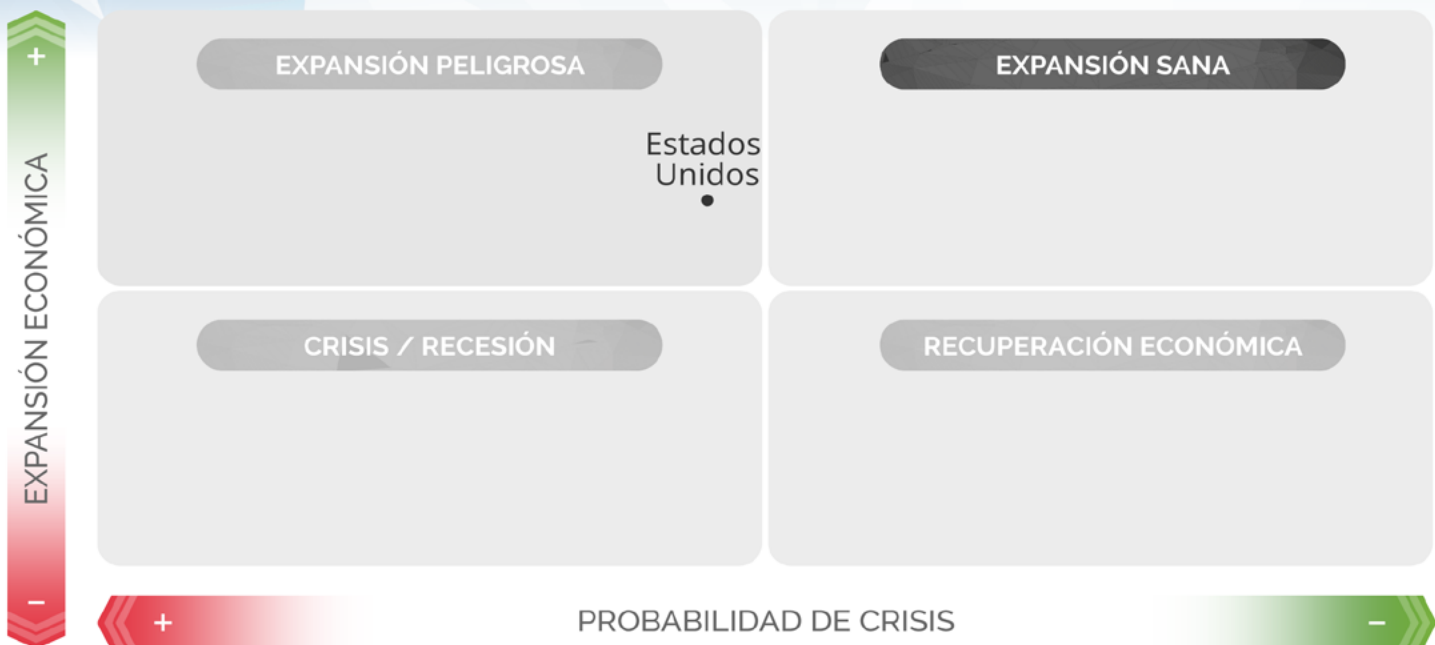 +
EXPANSIÓN ECONÓMICA
−
EXPANSIÓN PELIGROSA
EXPANSIÓN SANA
Estados
Unidos
CRISIS / RECESIÓN
RECUPERACIÓN ECONÓMICA
+
PROBABILIDAD DE CRISIS
−